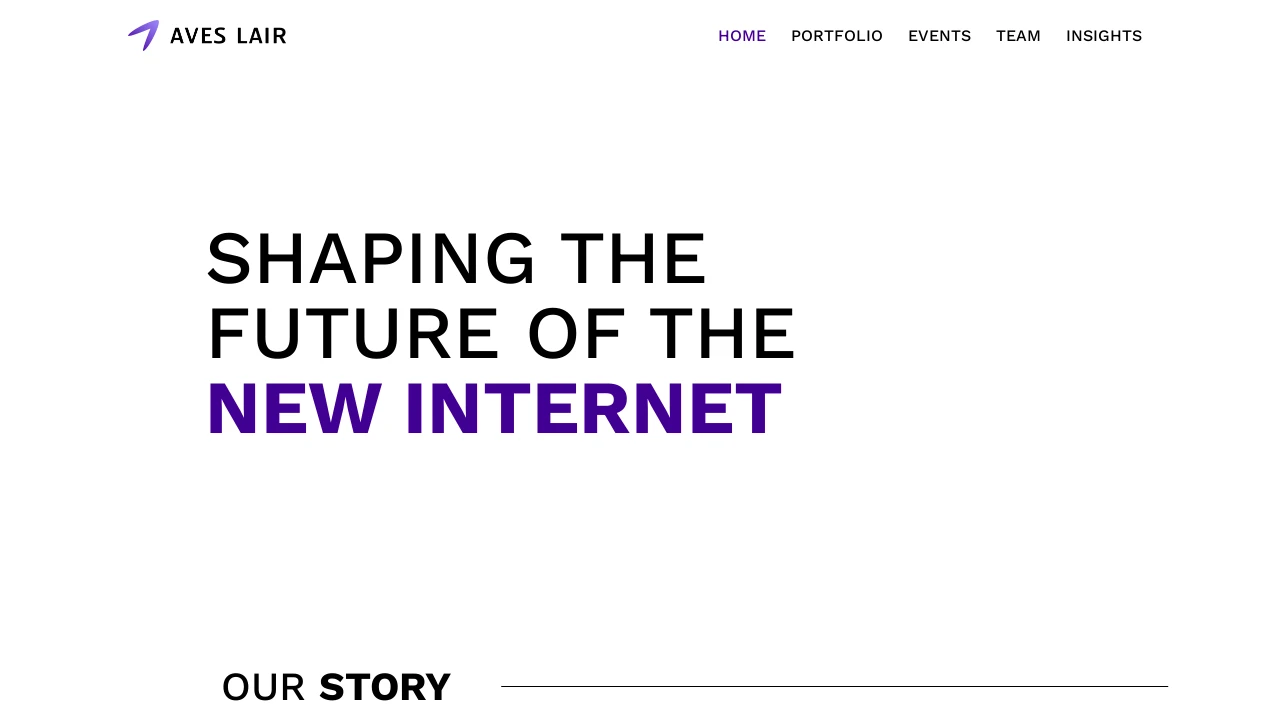 AVES LAIR
HOME PORTFOLIO EVENTS TEAM INSIGHTS
SHAPING THE
FUTURE OF THE
NEW INTERNET
OUR STORY